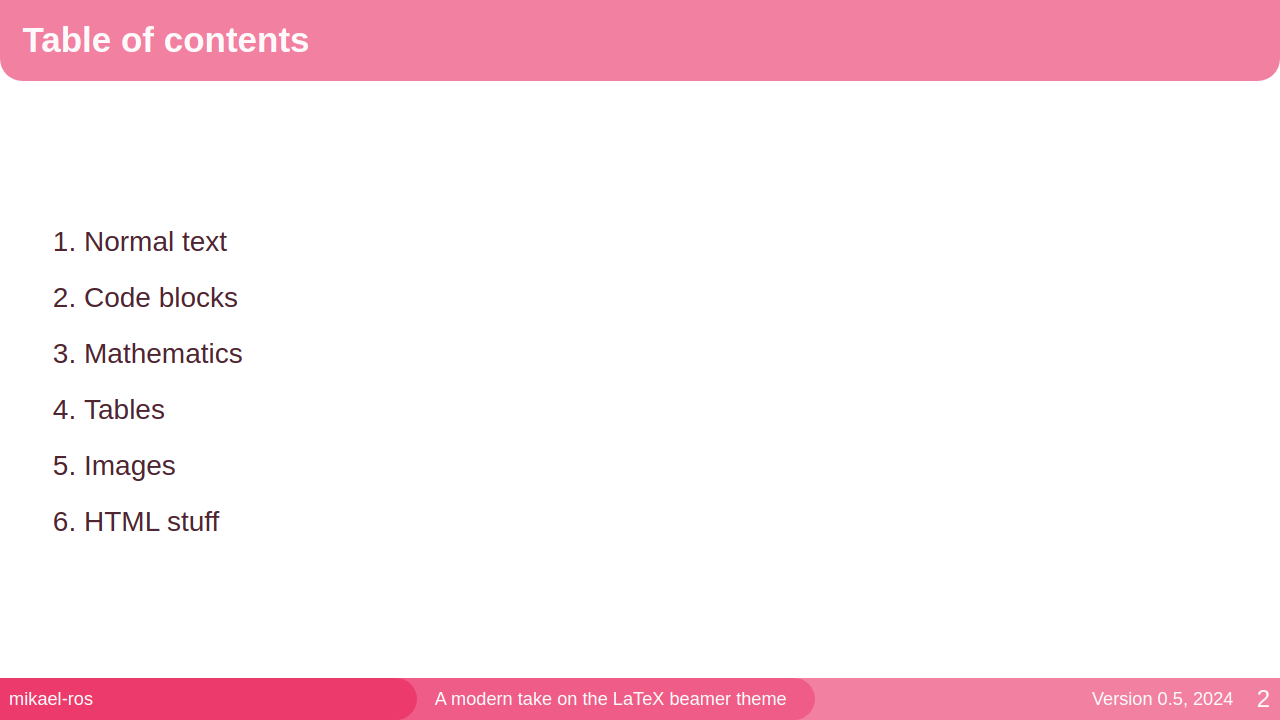 Table of contents
1. Normal text
2. Code blocks
3. Mathematics
4. Tables
5. Images
6. HTML stuff
mikael-ros
A modern take on the LaTeX beamer theme
Version 0.5, 2024
2